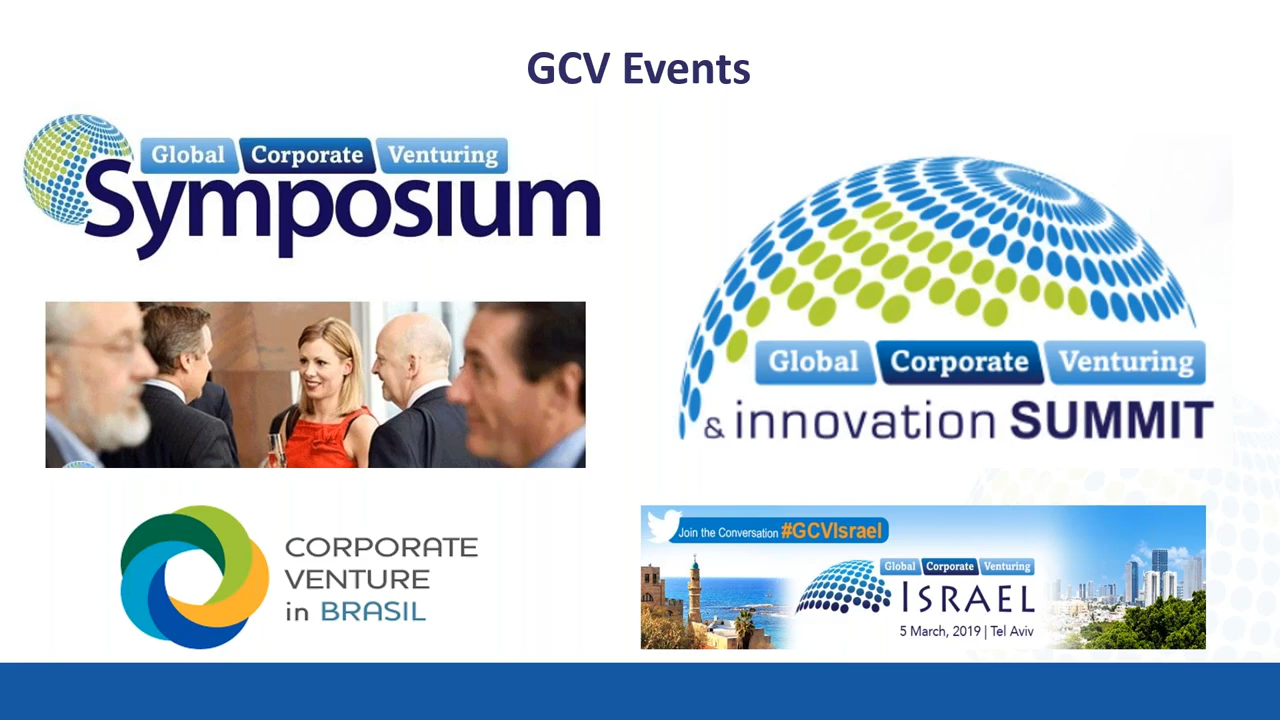 GCV Events
Global Corporate Venturing
Symposium
Global Corporate Venturing
& innovation SUMMIT
CORPORATE
VENTURE
in BRASIL
Join the Conversation #GCVIsrael
Global Corporate Venturing
ISRAEL
5 March, 2019 | Tel Aviv